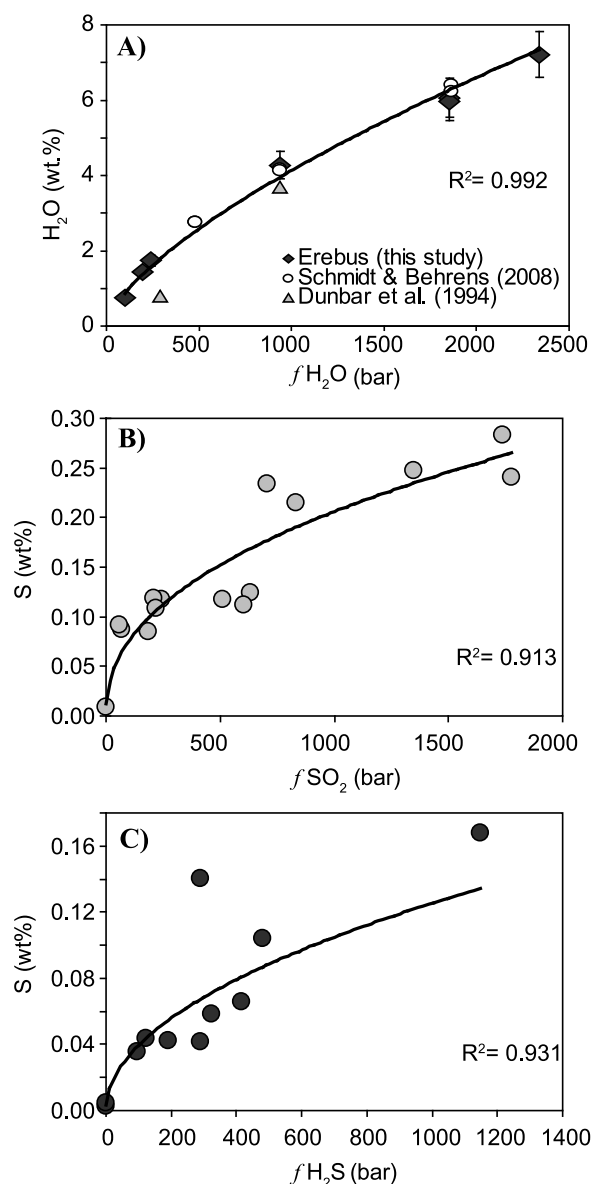 A)
8
6
4
2
0
H₂O (wt.%)
R²= 0.992
Erebus (this study)
Schmidt & Behrens (2008)
Dunbar et al. (1994)
0 500 1000 1500 2000 2500
f H₂O (bar)
B)
0.30
0.25
0.20
0.15
0.10
0.05
0.00
S (wt%)
R²= 0.913
0 500 1000 1500 2000
f SO₂ (bar)
C)
0.16
0.12
0.08
0.04
0.00
S (wt%)
R²= 0.931
0 200 400 600 800 1000 1200 1400
f H₂S (bar)